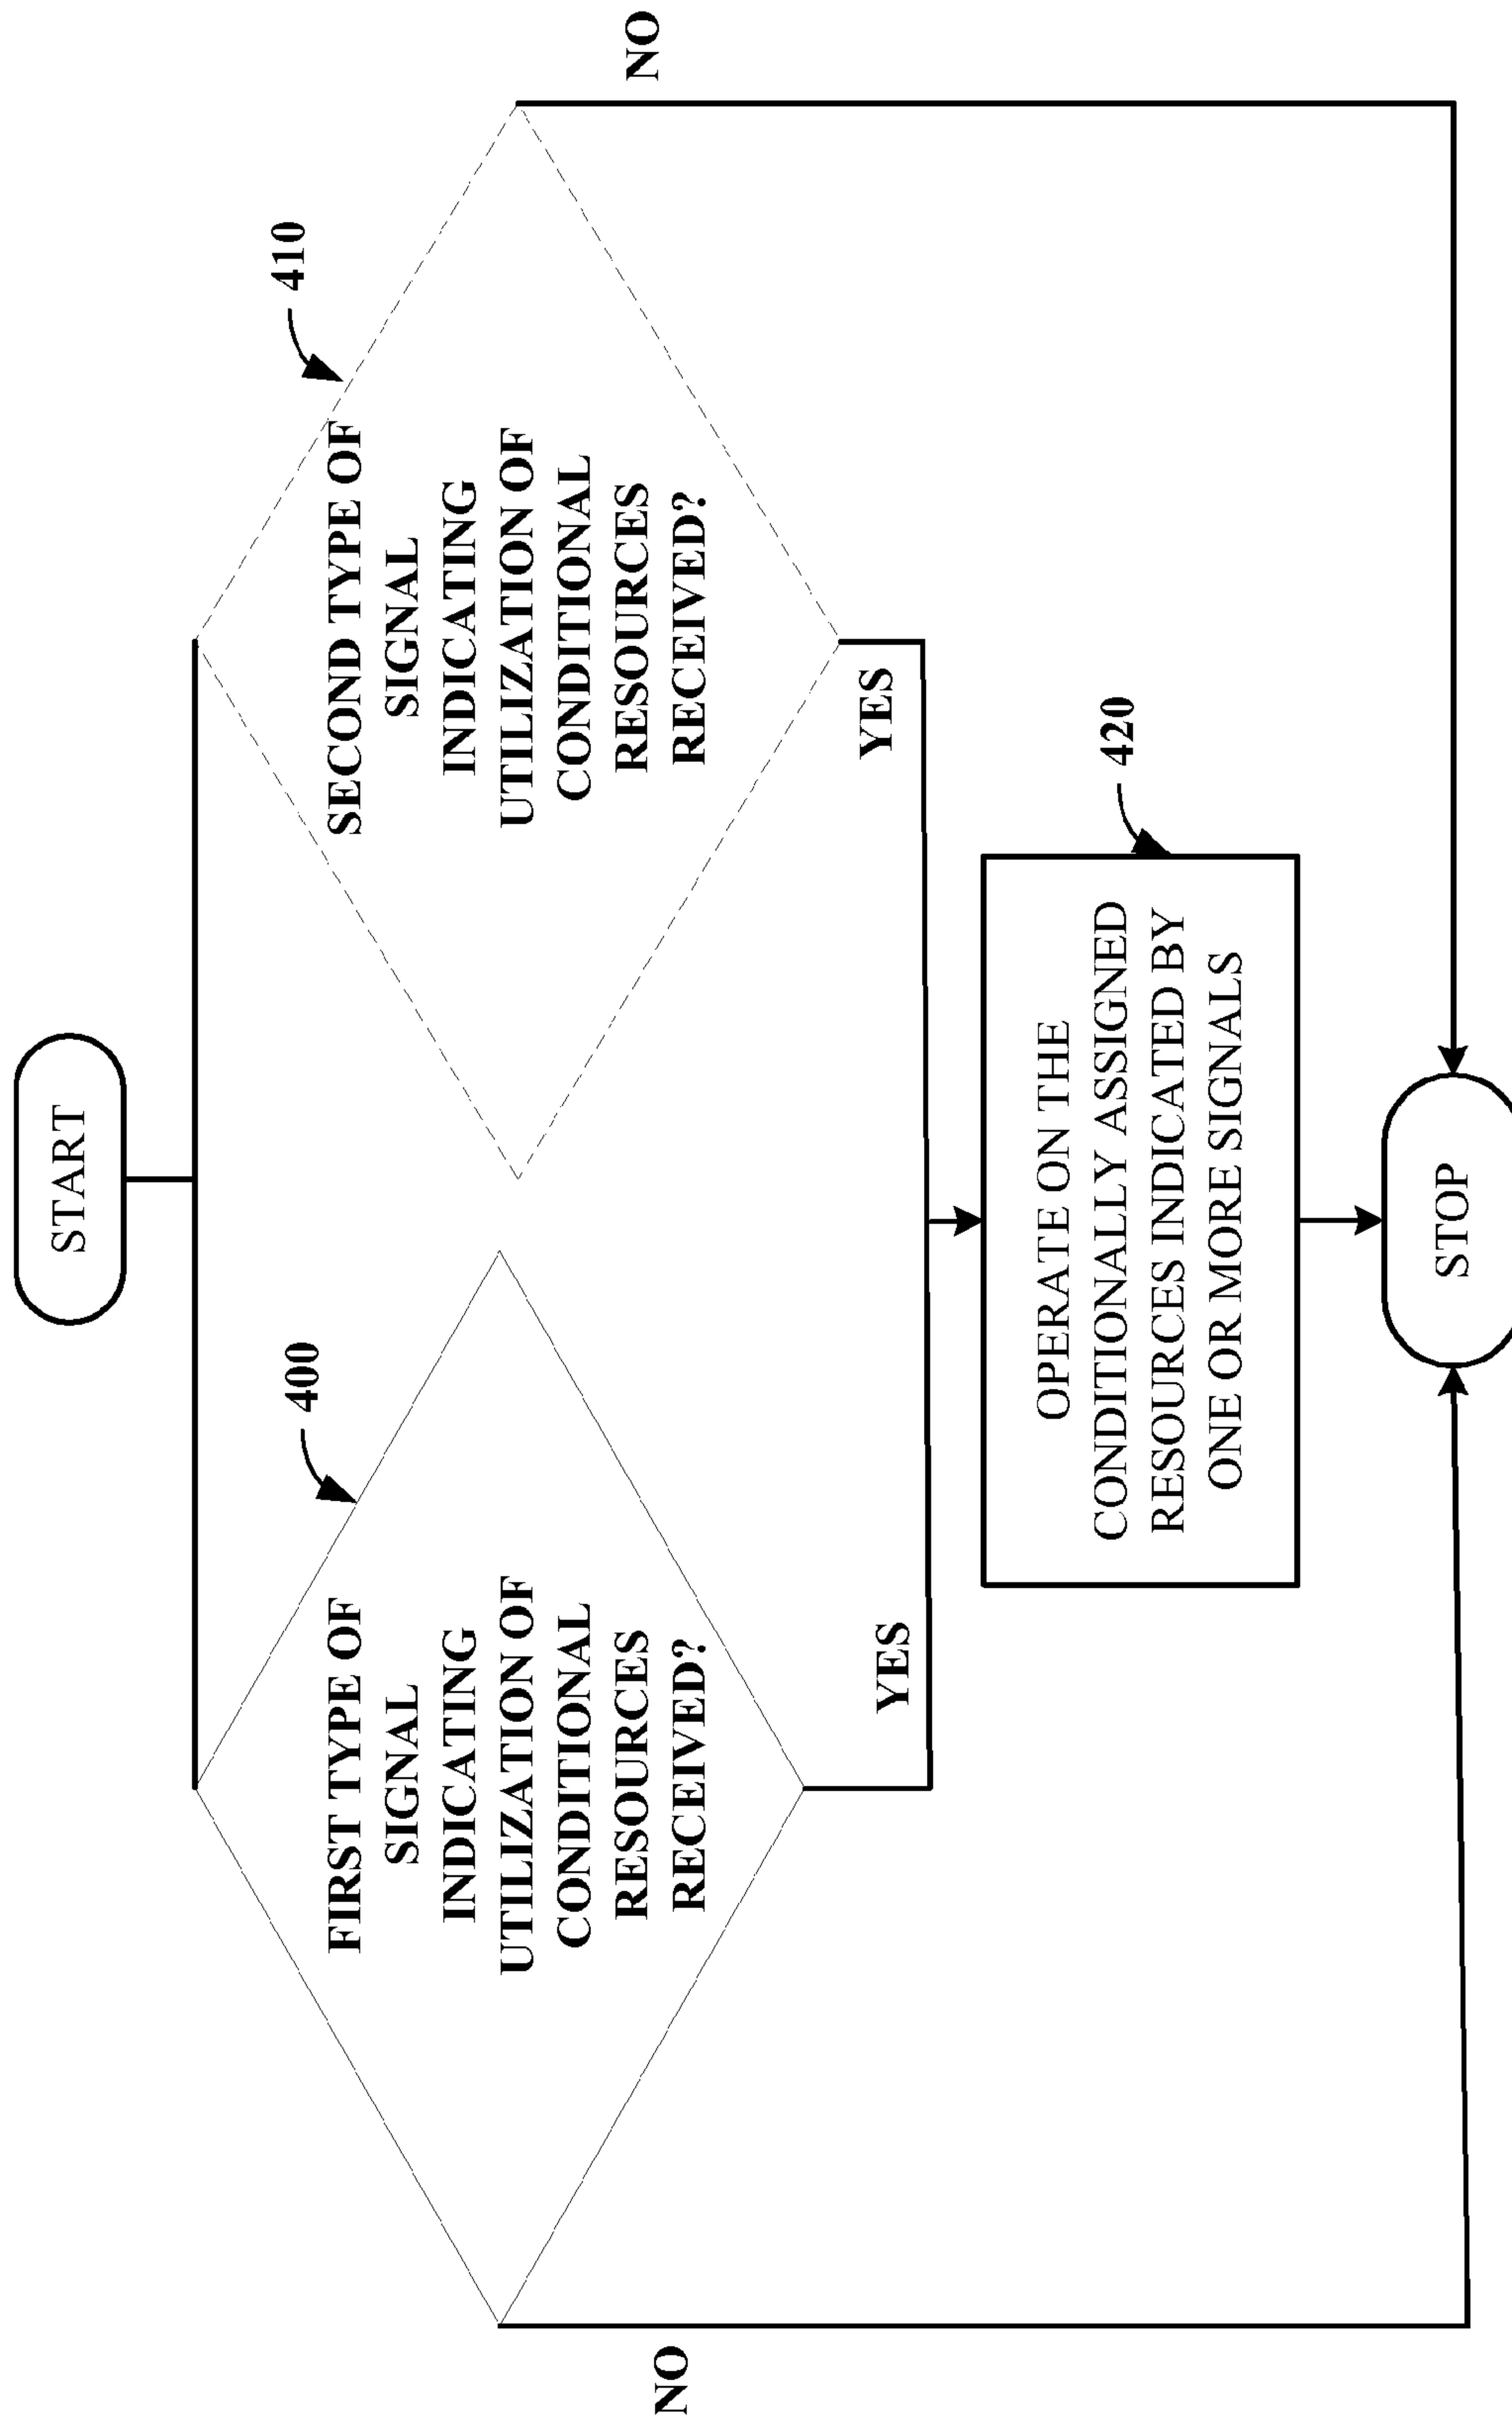 START
400
FIRST TYPE OF
SIGNAL
INDICATING
UTILIZATION OF
CONDITIONAL
RESOURCES
RECEIVED?
410
SECOND TYPE OF
SIGNAL
INDICATING
UTILIZATION OF
CONDITIONAL
RESOURCES
RECEIVED?
NO
NO
YES
YES
420
OPERATE ON THE
CONDITIONALLY ASSIGNED
RESOURCES INDICATED BY
ONE OR MORE SIGNALS
STOP